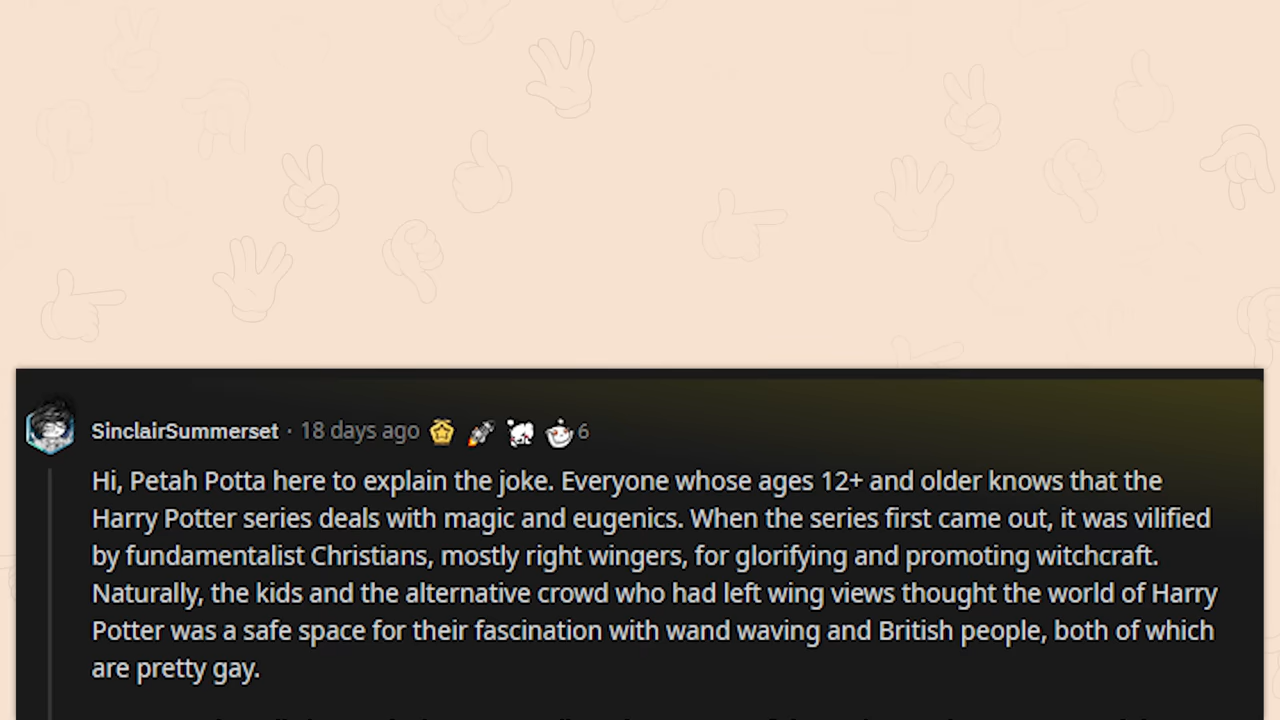 SinclairSummerset · 18 days ago 6
Hi, Petah Potta here to explain the joke. Everyone whose ages 12+ and older knows that the
Harry Potter series deals with magic and eugenics. When the series first came out, it was vilified
by fundamentalist Christians, mostly right wingers, for glorifying and promoting witchcraft.
Naturally, the kids and the alternative crowd who had left wing views thought the world of Harry
Potter was a safe space for their fascination with wand waving and British people, both of which
are pretty gay.